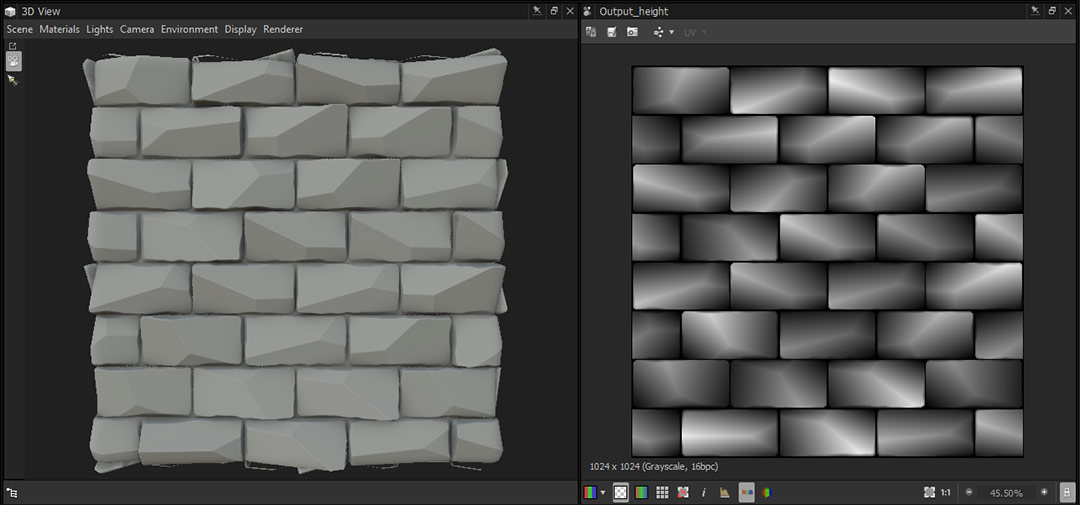 3D View
Scene Materials Lights Camera Environment Display Renderer
Output_height
UV
1024 x 1024 (Grayscale, 16bpc)
i
RGB
1:1
45.50%